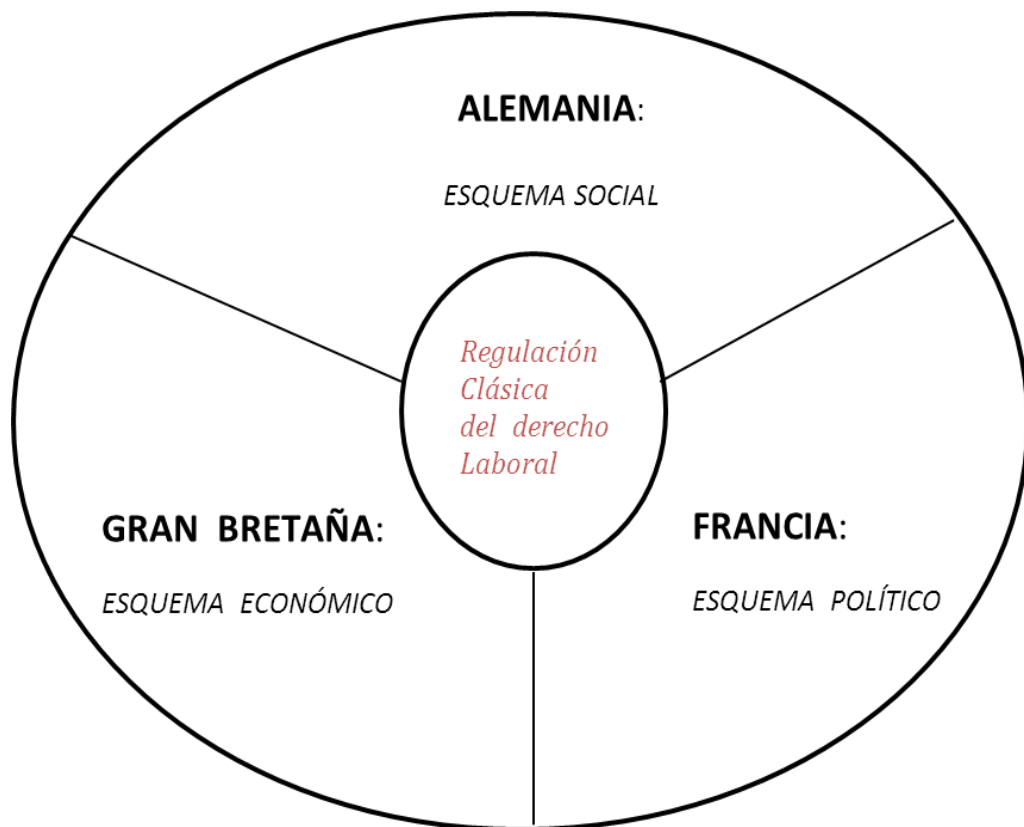 ALEMANIA:
ESQUEMA SOCIAL
Regulación
Clásica
del derecho
Laboral
GRAN BRETAÑA:
ESQUEMA ECONÓMICO
FRANCIA:
ESQUEMA POLÍTICO